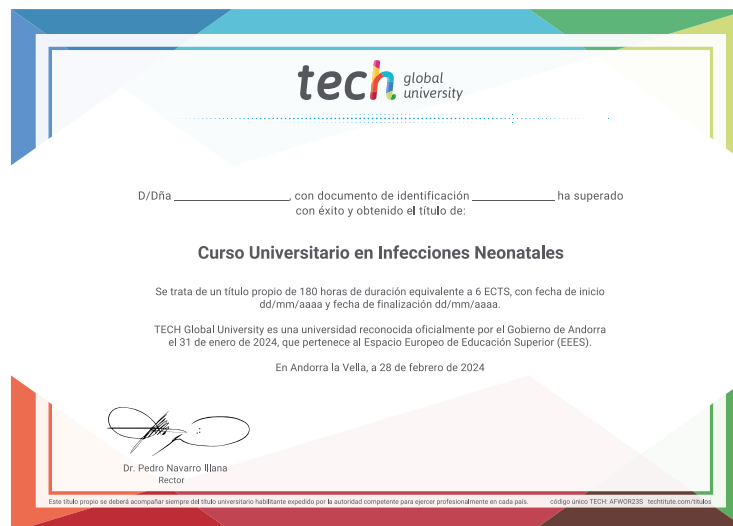 tech global university
D/Dña ____________________, con documento de identificación ______________ ha superado
con éxito y obtenido el título de:
Curso Universitario en Infecciones Neonatales
Se trata de un título propio de 180 horas de duración equivalente a 6 ECTS, con fecha de inicio
dd/mm/aaaa y fecha de finalización dd/mm/aaaa.
TECH Global University es una universidad reconocida oficialmente por el Gobierno de Andorra
el 31 de enero de 2024, que pertenece al Espacio Europeo de Educación Superior (EEES).
En Andorra la Vella, a 28 de febrero de 2024
Dr. Pedro Navarro Illana
Rector
Este título propio se deberá acompañar siempre del título universitario habilitante expedido por la autoridad competente para ejercer profesionalmente en cada país. código único TECH: AFWOR23S techtitute.com/titulos